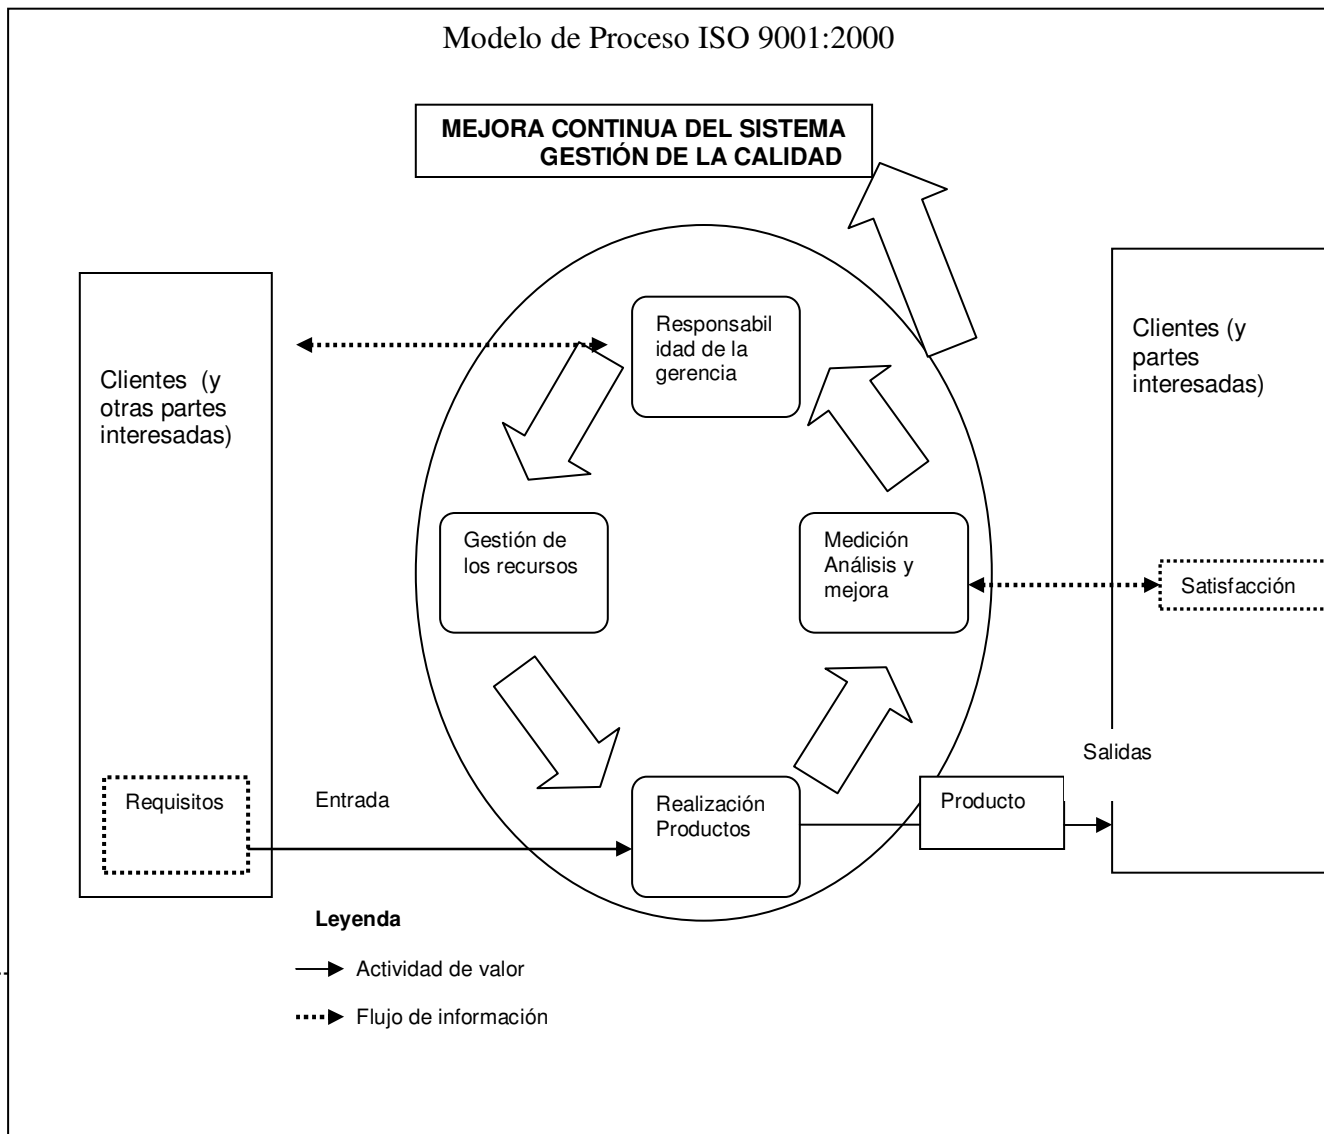 Modelo de Proceso ISO 9001:2000
MEJORA CONTINUA DEL SISTEMA
GESTIÓN DE LA CALIDAD
Clientes (y
otras partes
interesadas)
Responsabil
idad de la
gerencia
Clientes (y
partes
interesadas)
Gestión de
los recursos
Medición
Análisis y
mejora
Satisfacción
Salidas
Requisitos
Entrada
Realización
Productos
Producto
Leyenda
Actividad de valor
Flujo de información